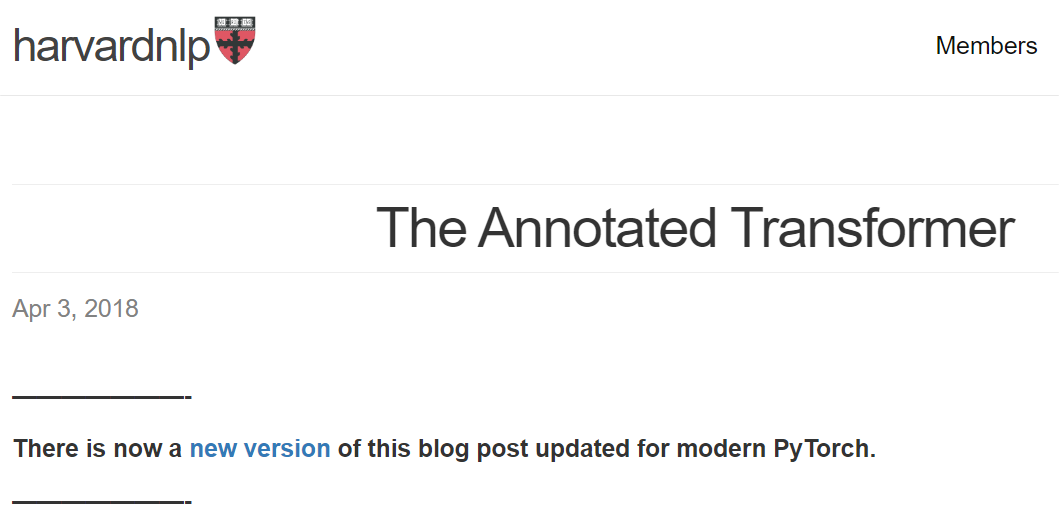 harvardnlp
Members
The Annotated Transformer
Apr 3, 2018
———————————-
There is now a new version of this blog post updated for modern PyTorch.
———————————-